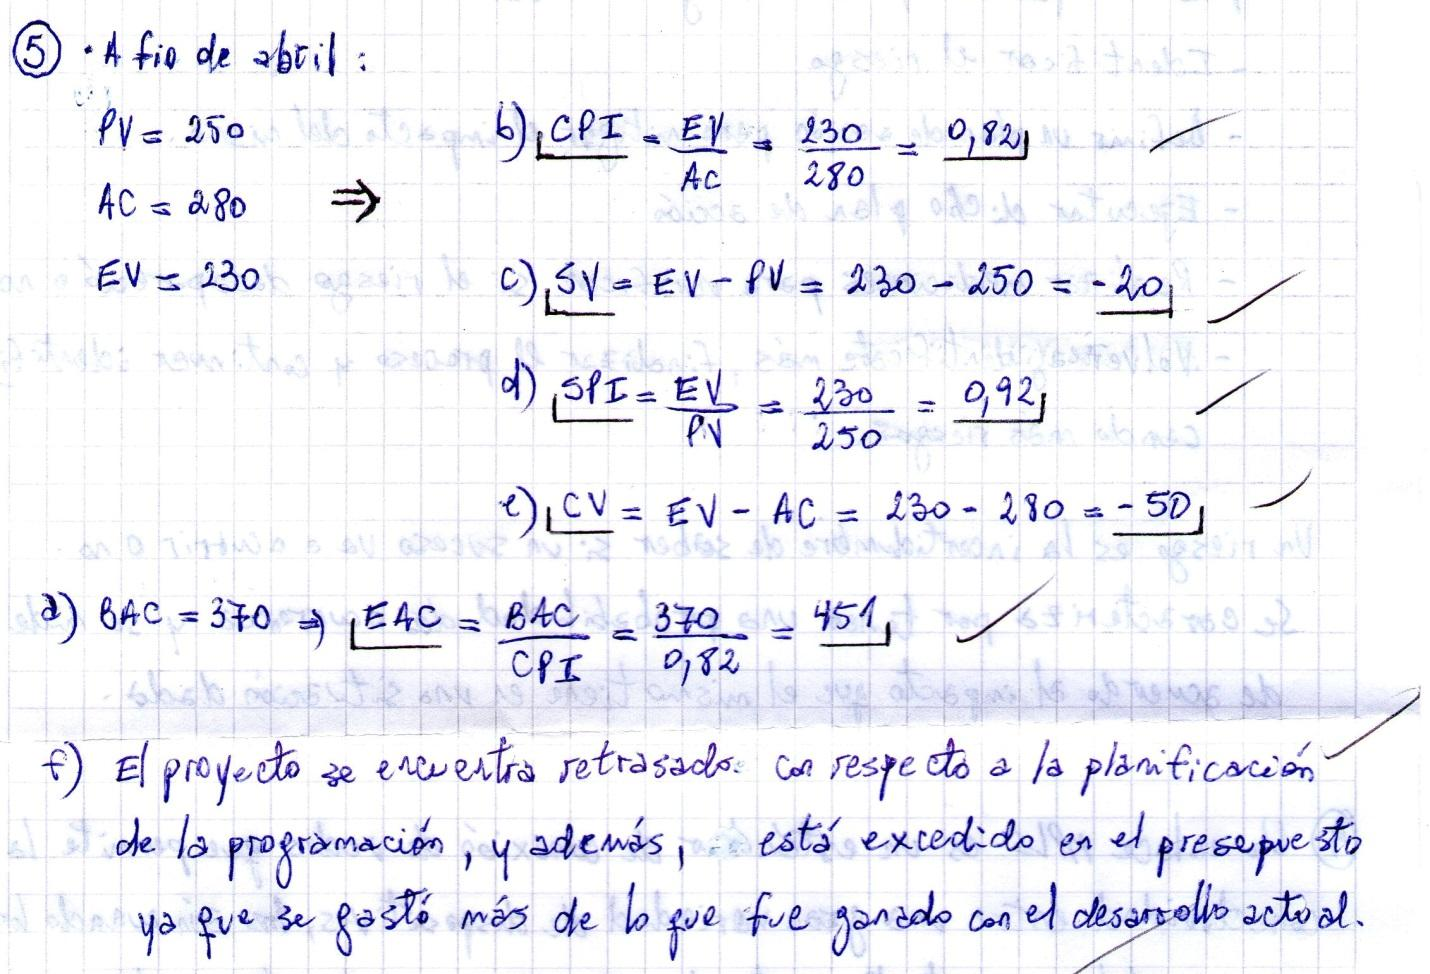 ⑤ · A fin de abril :
PV = 250
AC = 280 ⇒
EV = 230
b) CPI = EV/AC = 230/280 = 0,82
c) SV = EV - PV = 230 - 250 = -20
d) SPI = EV/PV = 230/250 = 0,92
e) CV = EV - AC = 230 - 280 = -50
a) BAC = 370 ⇒ EAC = BAC/CPI = 370/0,82 = 451
f) El proyecto se encuentra retrasado con respecto a la planificación
de la programación, y además, está excedido en el presepuesto
ya que se gastó más de lo que fue ganado con el desarrollo actual.